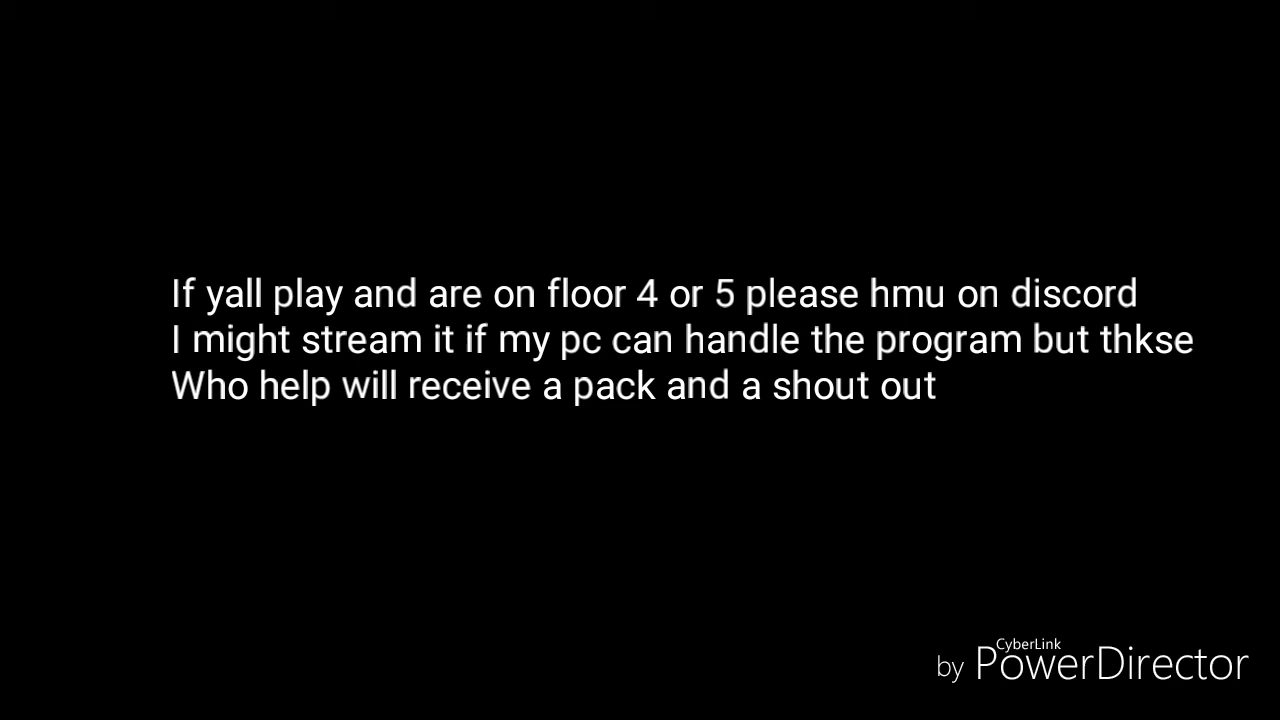 If yall play and are on floor 4 or 5 please hmu on discord
I might stream it if my pc can handle the program but thkse
Who help will receive a pack and a shout out
CyberLink
by PowerDirector